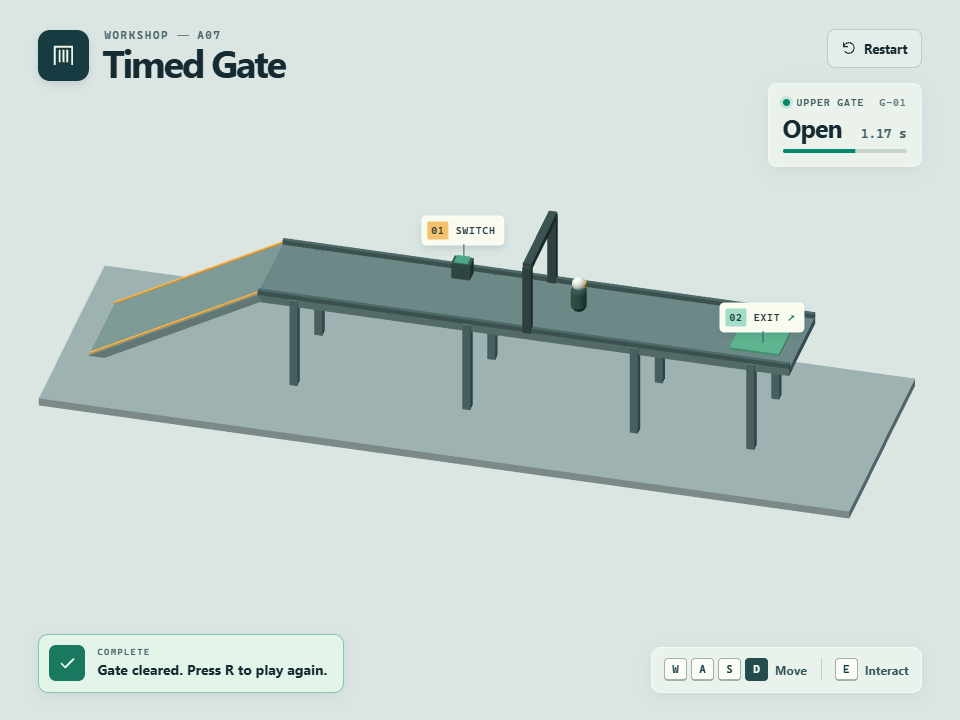 WORKSHOP — A07
Timed Gate
Restart
UPPER GATE G-01
Open 1.17 s
01 SWITCH
02 EXIT ↗
COMPLETE
Gate cleared. Press R to play again.
W A S D Move E Interact